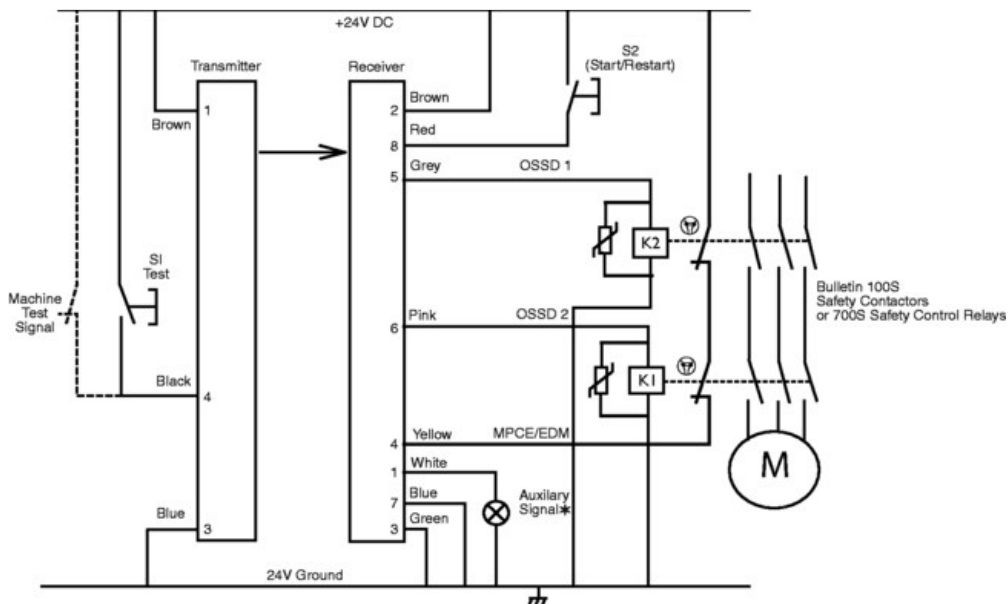 +24V DC
Transmitter
Receiver
S2
(Start/Restart)
1
Brown
2
Brown
8
Red
5
Grey
OSSD 1
K2
S1
Test
Machine
Test
Signal
Bulletin 100S
Safety Contactors
or 700S Safety Control Relays
6
Pink
OSSD 2
K1
Black
4
4
Yellow
MPCE/EDM
1
White
M
7
Blue
Auxilary
Signal*
Blue
3
3
Green
24V Ground